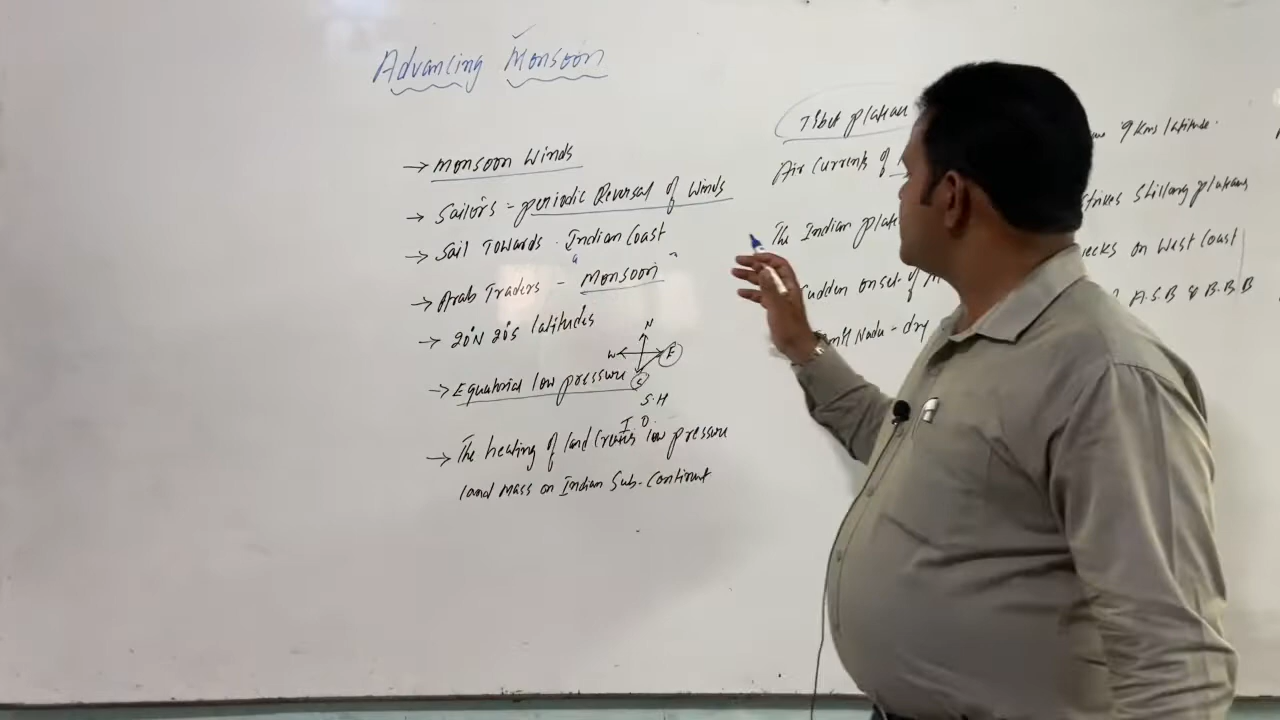 Advancing Monsoon
→ Monsoon Winds
→ Sailors - periodic Reversal of Winds
→ Sail Towards Indian Coast
→ Arab Traders - "Monsoon"
→ 20°N 20°S latitudes
N
W E
S
→ Equatorial low pressure
S.H
I O
→ The heating of land Creates low pressure
land mass on Indian Sub-Continent
Tibet plateau 9 Kms latitude.
Air Currents of Strikes Shillong plateau
The Indian on West Coast
Sudden onset of A.S.B & B.B.B
Nadu - dry